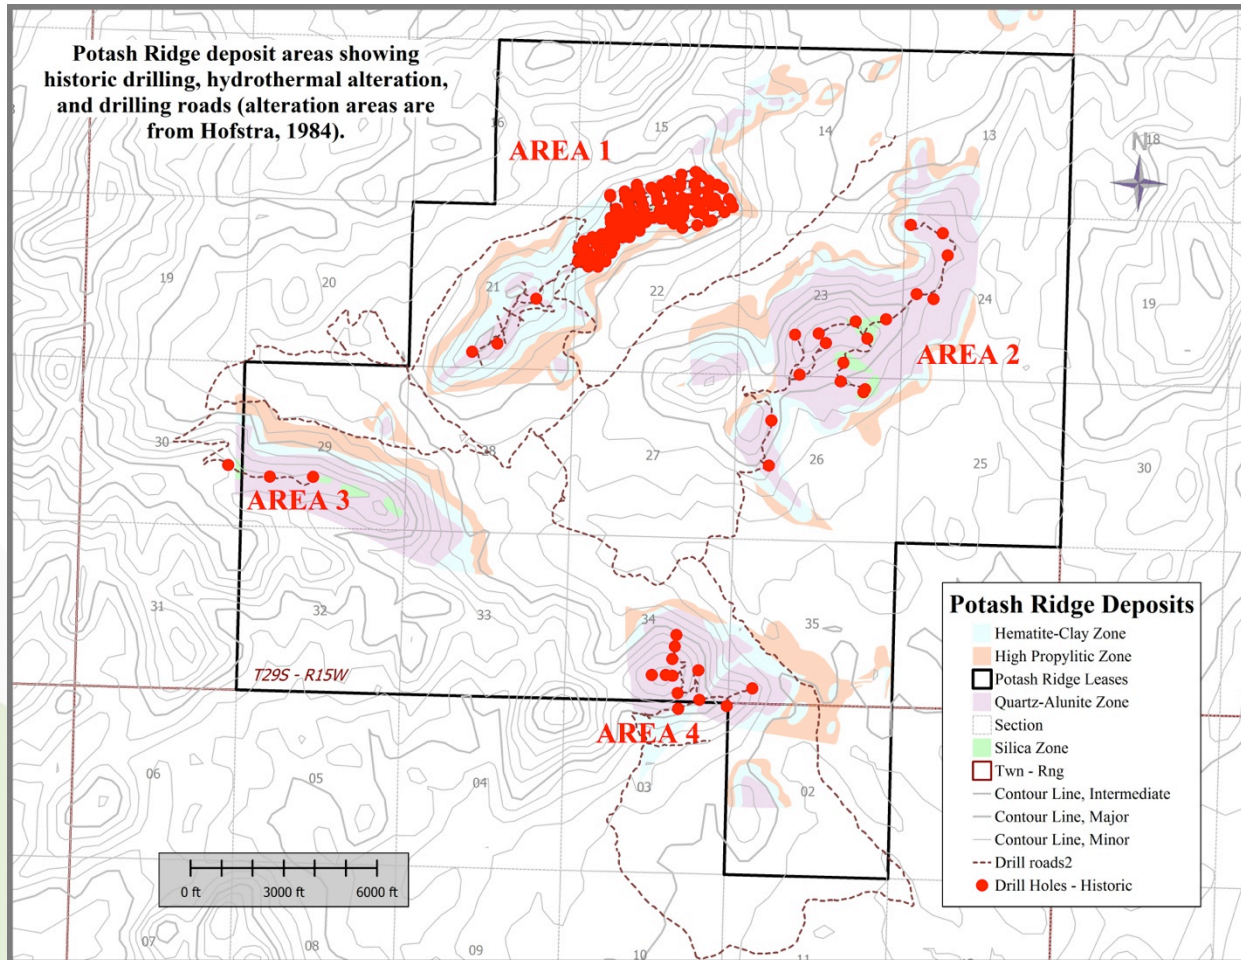 Potash Ridge deposit areas showing
historic drilling, hydrothermal alteration,
and drilling roads (alteration areas are
from Hofstra, 1984).
16
15
14
13
18
N
AREA 1
19
20
21
22
23
24
19
AREA 2
30
29
28
27
26
25
30
AREA 3
31
32
33
34
35
T29S - R15W
AREA 4
06
05
04
03
02
07
08
09
10
11
0 ft
3000 ft
6000 ft
Potash Ridge Deposits
Hematite-Clay Zone
High Propylitic Zone
Potash Ridge Leases
Quartz-Alunite Zone
Section
Silica Zone
Twn - Rng
Contour Line, Intermediate
Contour Line, Major
Contour Line, Minor
Drill roads2
Drill Holes - Historic